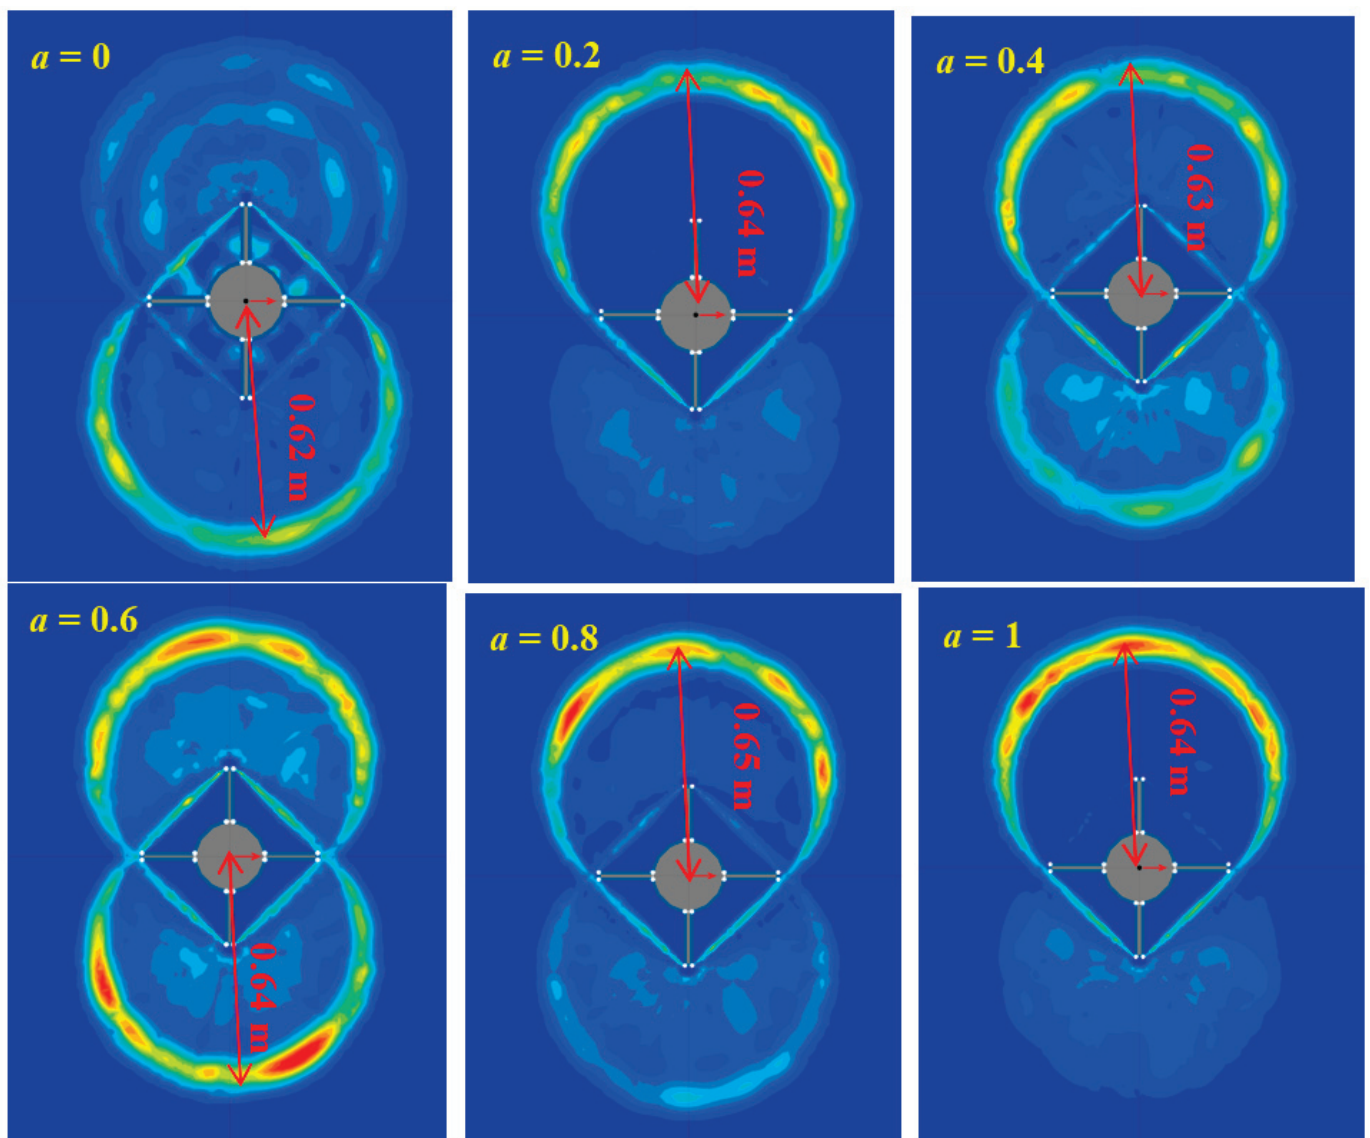 a = 0
0.62 m
a = 0.2
0.64 m
a = 0.4
0.63 m
a = 0.6
0.64 m
a = 0.8
0.65 m
a = 1
0.64 m